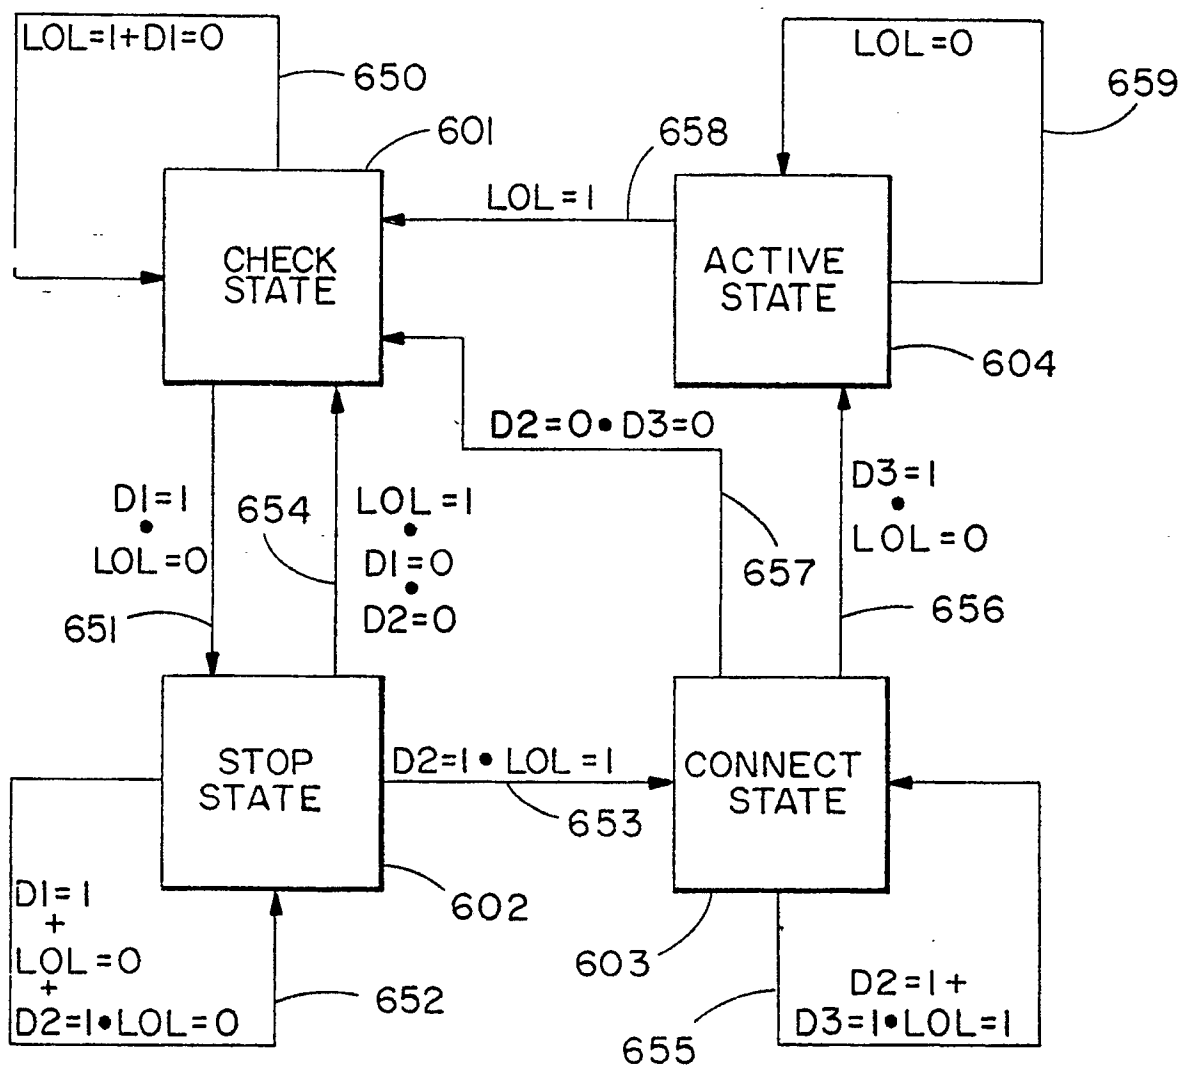 LOL=1+D1=0
650
601
CHECK
STATE
LOL=1
658
LOL=0
659
ACTIVE
STATE
604
D2=0•D3=0
D1=1
•
LOL=0
651
654
LOL=1
•
D1=0
•
D2=0
657
D3=1
•
LOL=0
656
STOP
STATE
602
D2=1•LOL=1
653
CONNECT
STATE
603
D1=1
+
LOL=0
+
D2=1•LOL=0
652
D2=1+
D3=1•LOL=1
655